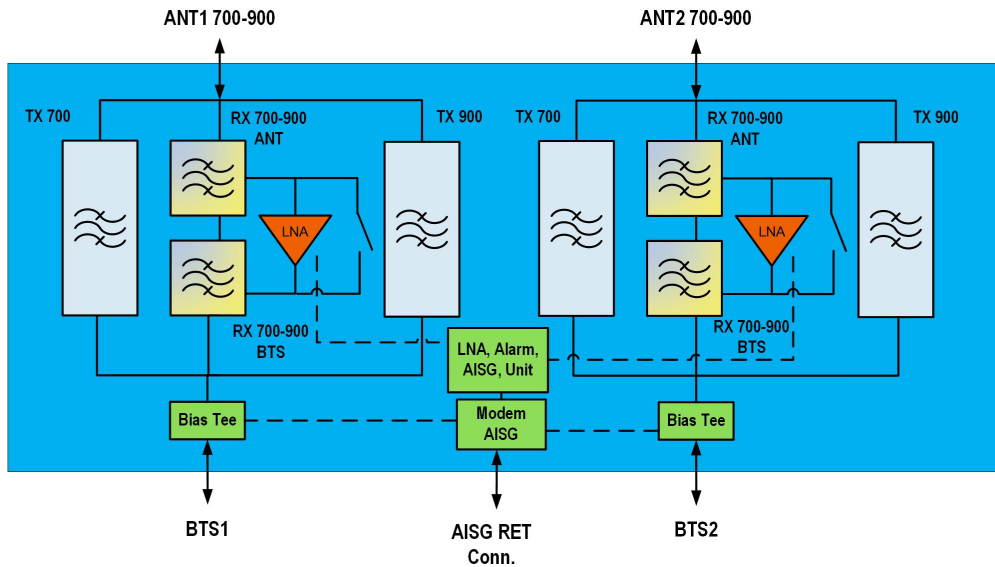 ANT1 700-900
ANT2 700-900
TX 700
RX 700-900
ANT
TX 900
TX 700
RX 700-900
ANT
TX 900
LNA
LNA
RX 700-900
BTS
RX 700-900
BTS
LNA, Alarm,
AISG, Unit
Bias Tee
Modem
AISG
Bias Tee
BTS1
AISG RET
Conn.
BTS2